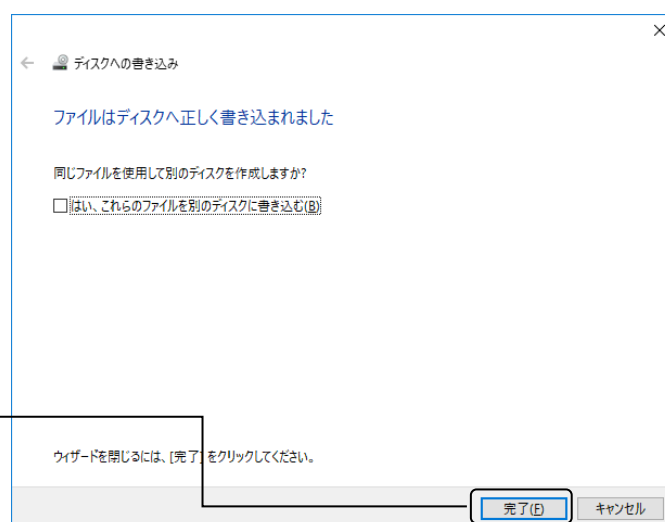 ディスクへの書き込み
ファイルはディスクへ正しく書き込まれました
同じファイルを使用して別のディスクを作成しますか?
はい、これらのファイルを別のディスクに書き込む(B)
ウィザードを閉じるには、[完了] をクリックしてください。
完了(F) キャンセル